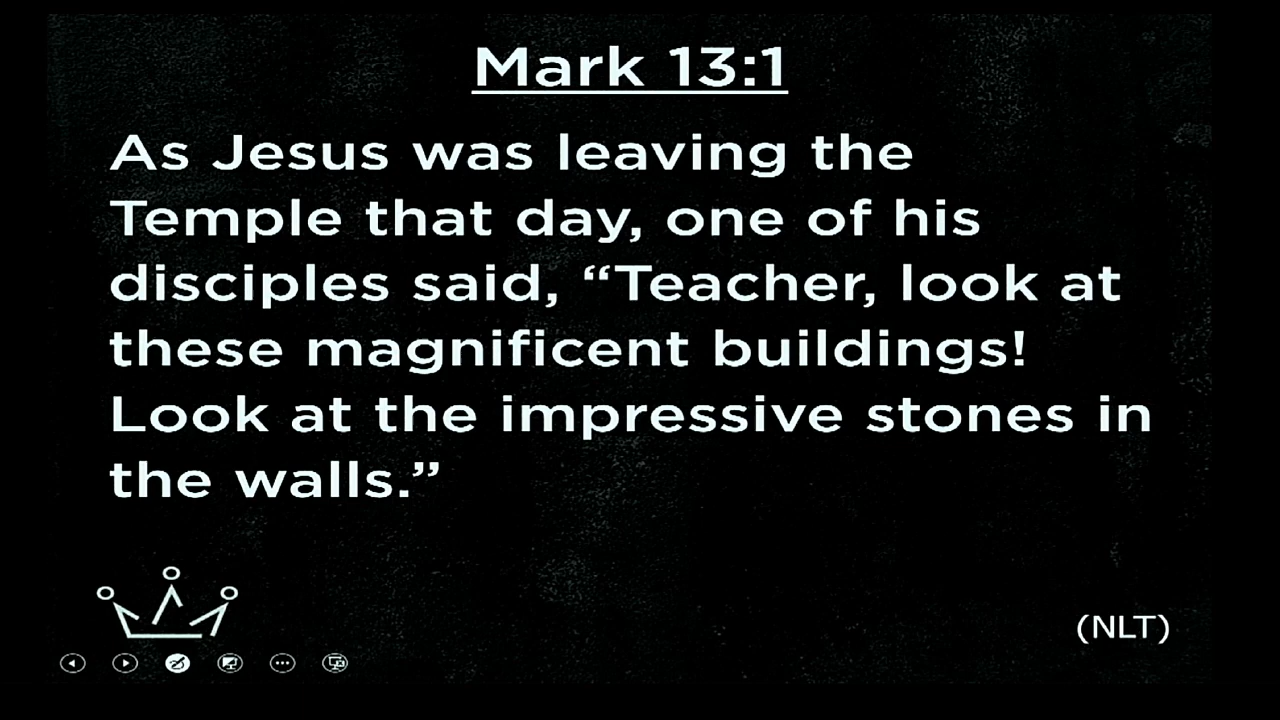 Mark 13:1
As Jesus was leaving the
Temple that day, one of his
disciples said, “Teacher, look at
these magnificent buildings!
Look at the impressive stones in
the walls.”
(NLT)